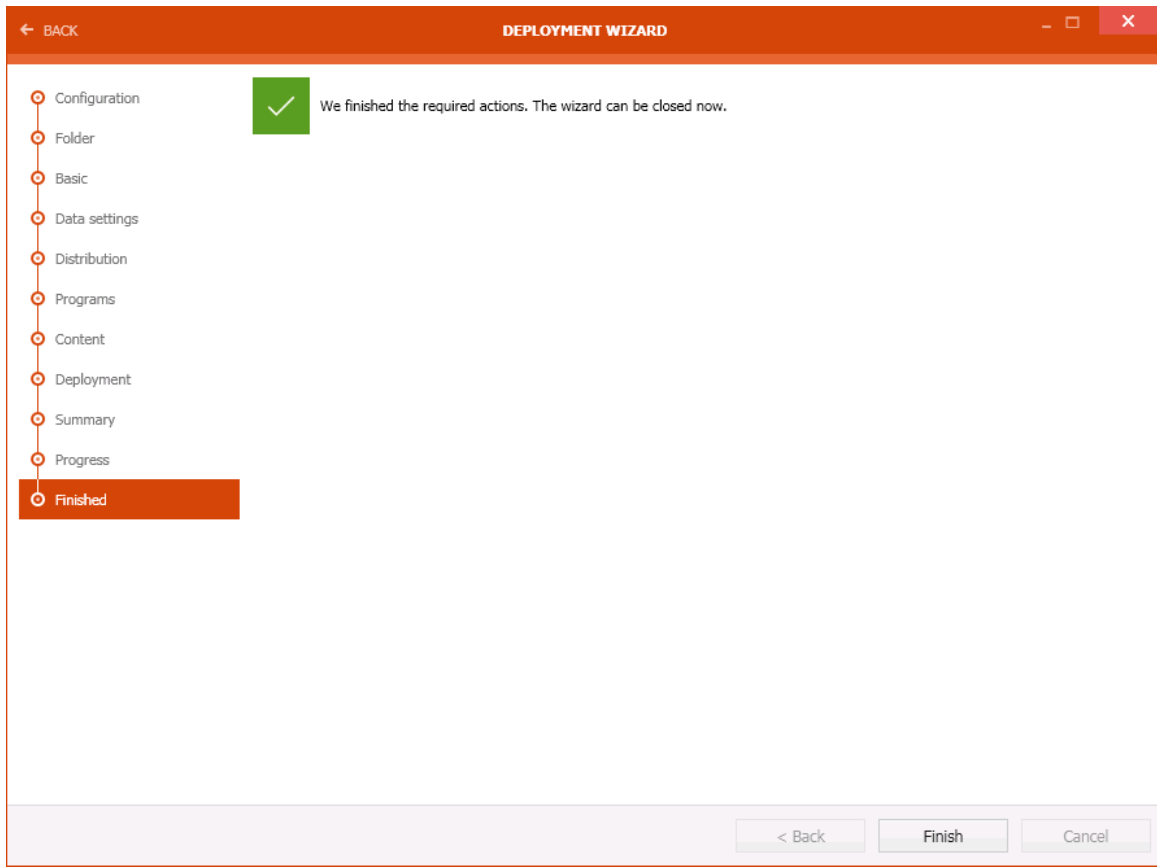 BACK
DEPLOYMENT WIZARD
Configuration
We finished the required actions. The wizard can be closed now.
Folder
Basic
Data settings
Distribution
Programs
Content
Deployment
Summary
Progress
Finished
< Back
Finish
Cancel